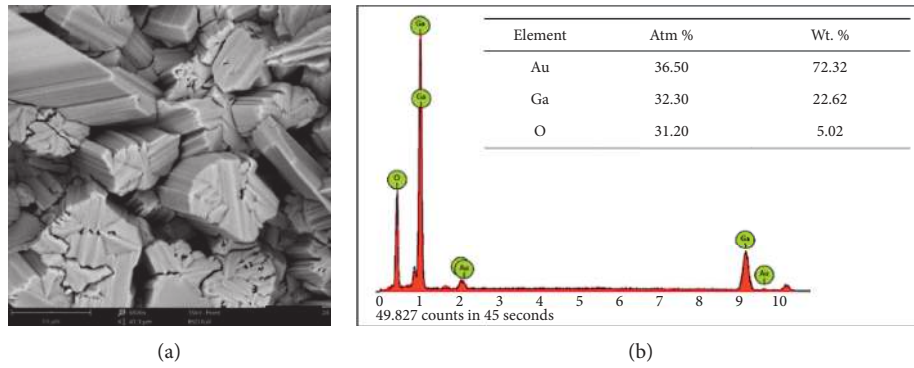 Element Atm % Wt. %
Au 36.50 72.32
Ga 32.30 22.62
O 31.20 5.02
Ga
Ga
O
Au
Ga
Au
0 1 2 3 4 5 6 7 8 9 10
49.827 counts in 45 seconds
(a) (b)